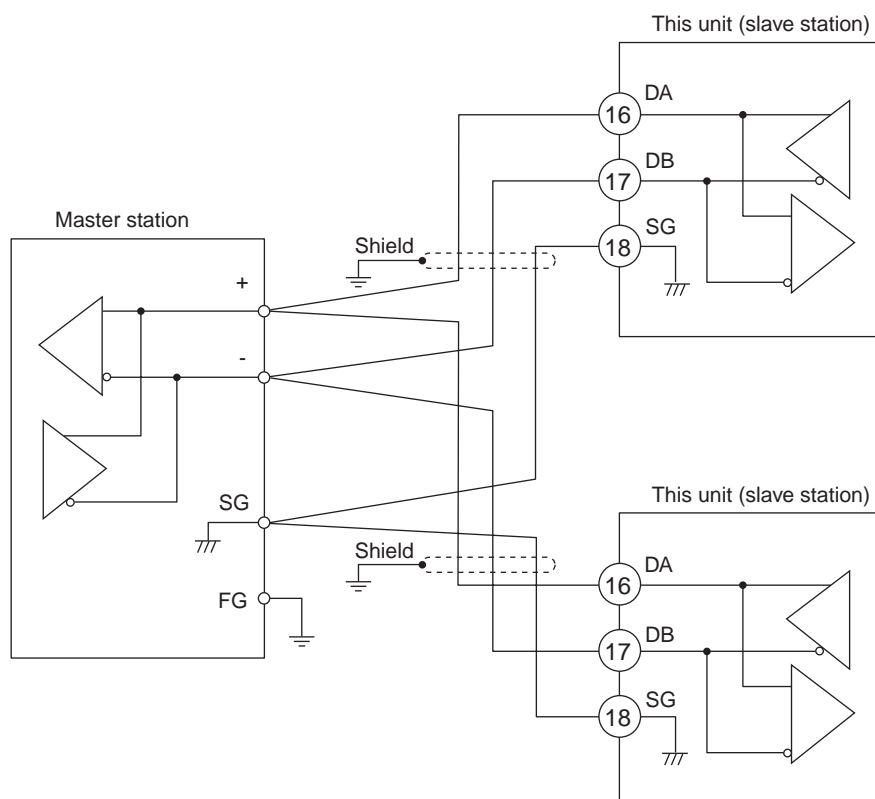 This unit (slave station)
16 DA
17 DB
18 SG
Master station
Shield
+
-
SG
FG
Shield
This unit (slave station)
16 DA
17 DB
18 SG